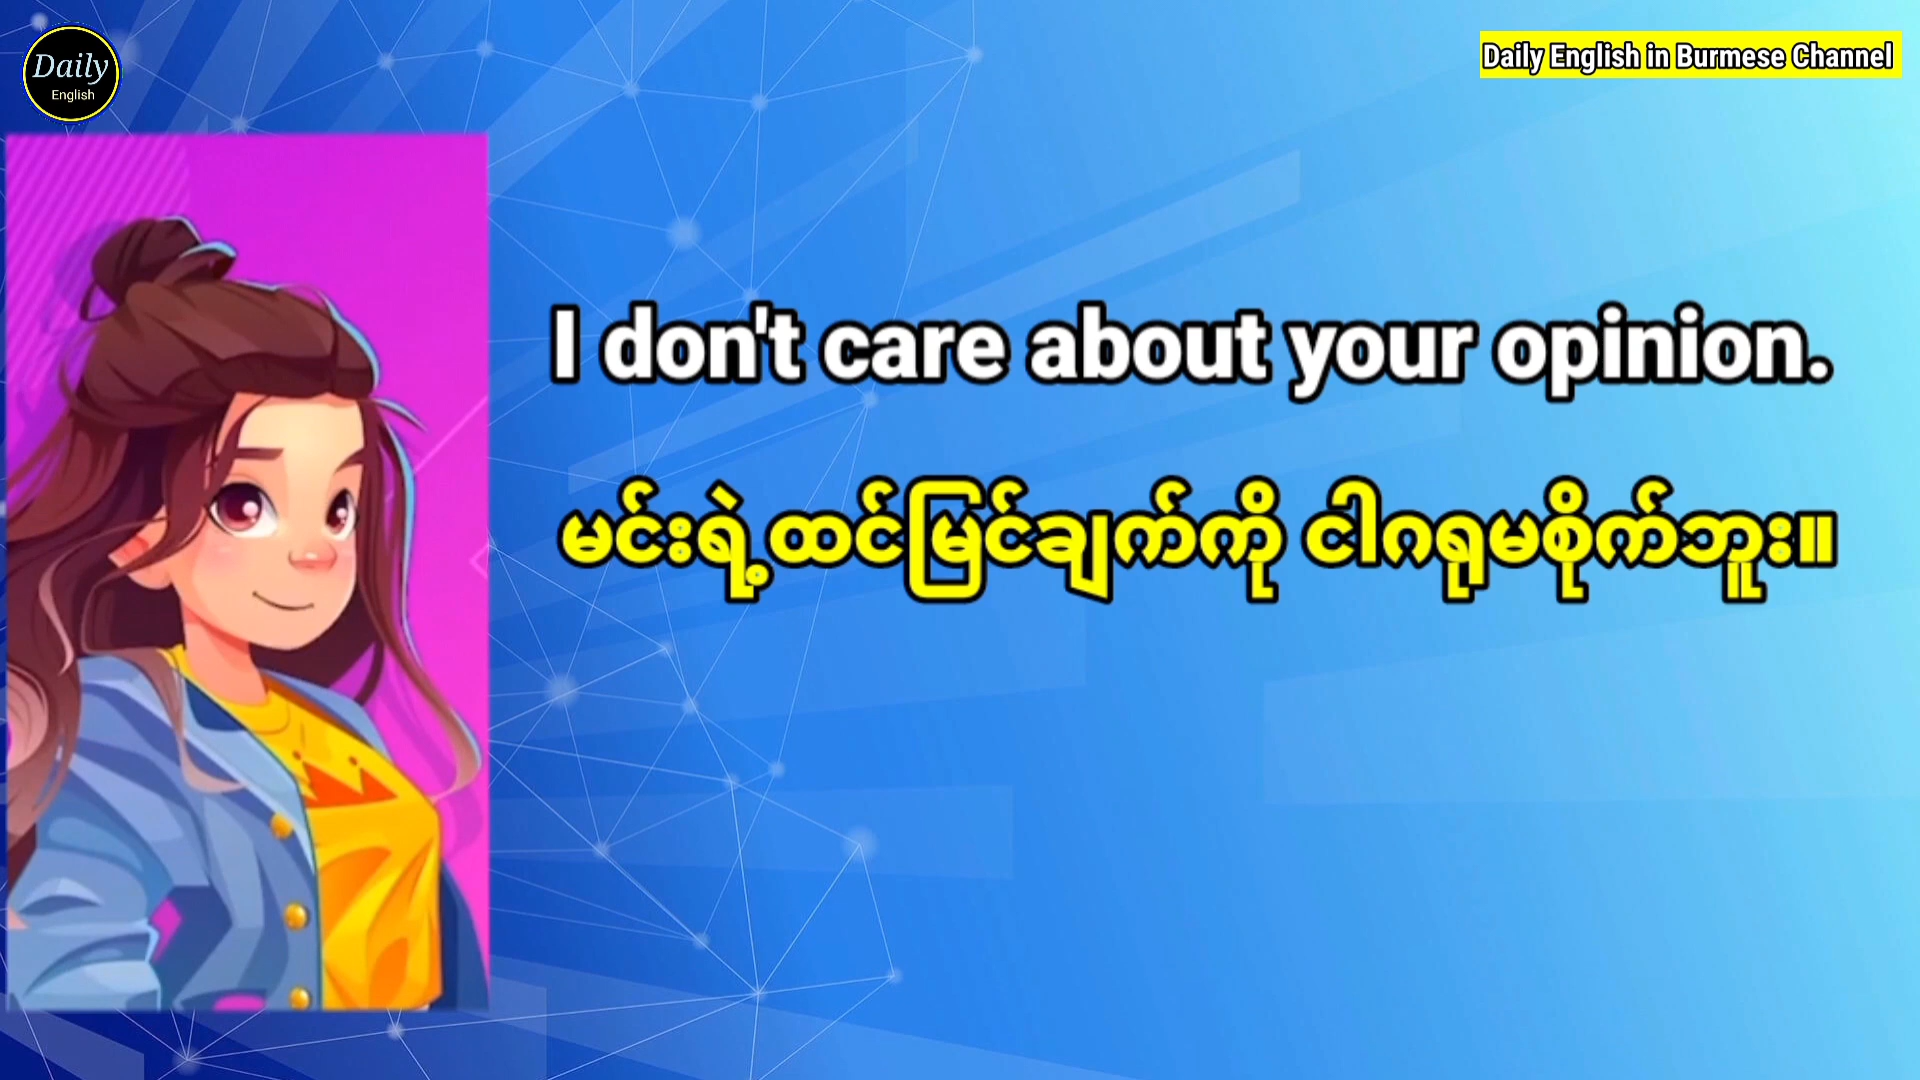 Daily
English
Daily English in Burmese Channel
I don't care about your opinion.
မင်းရဲ့ထင်မြင်ချက်ကို ငါဂရုမစိုက်ဘူး။